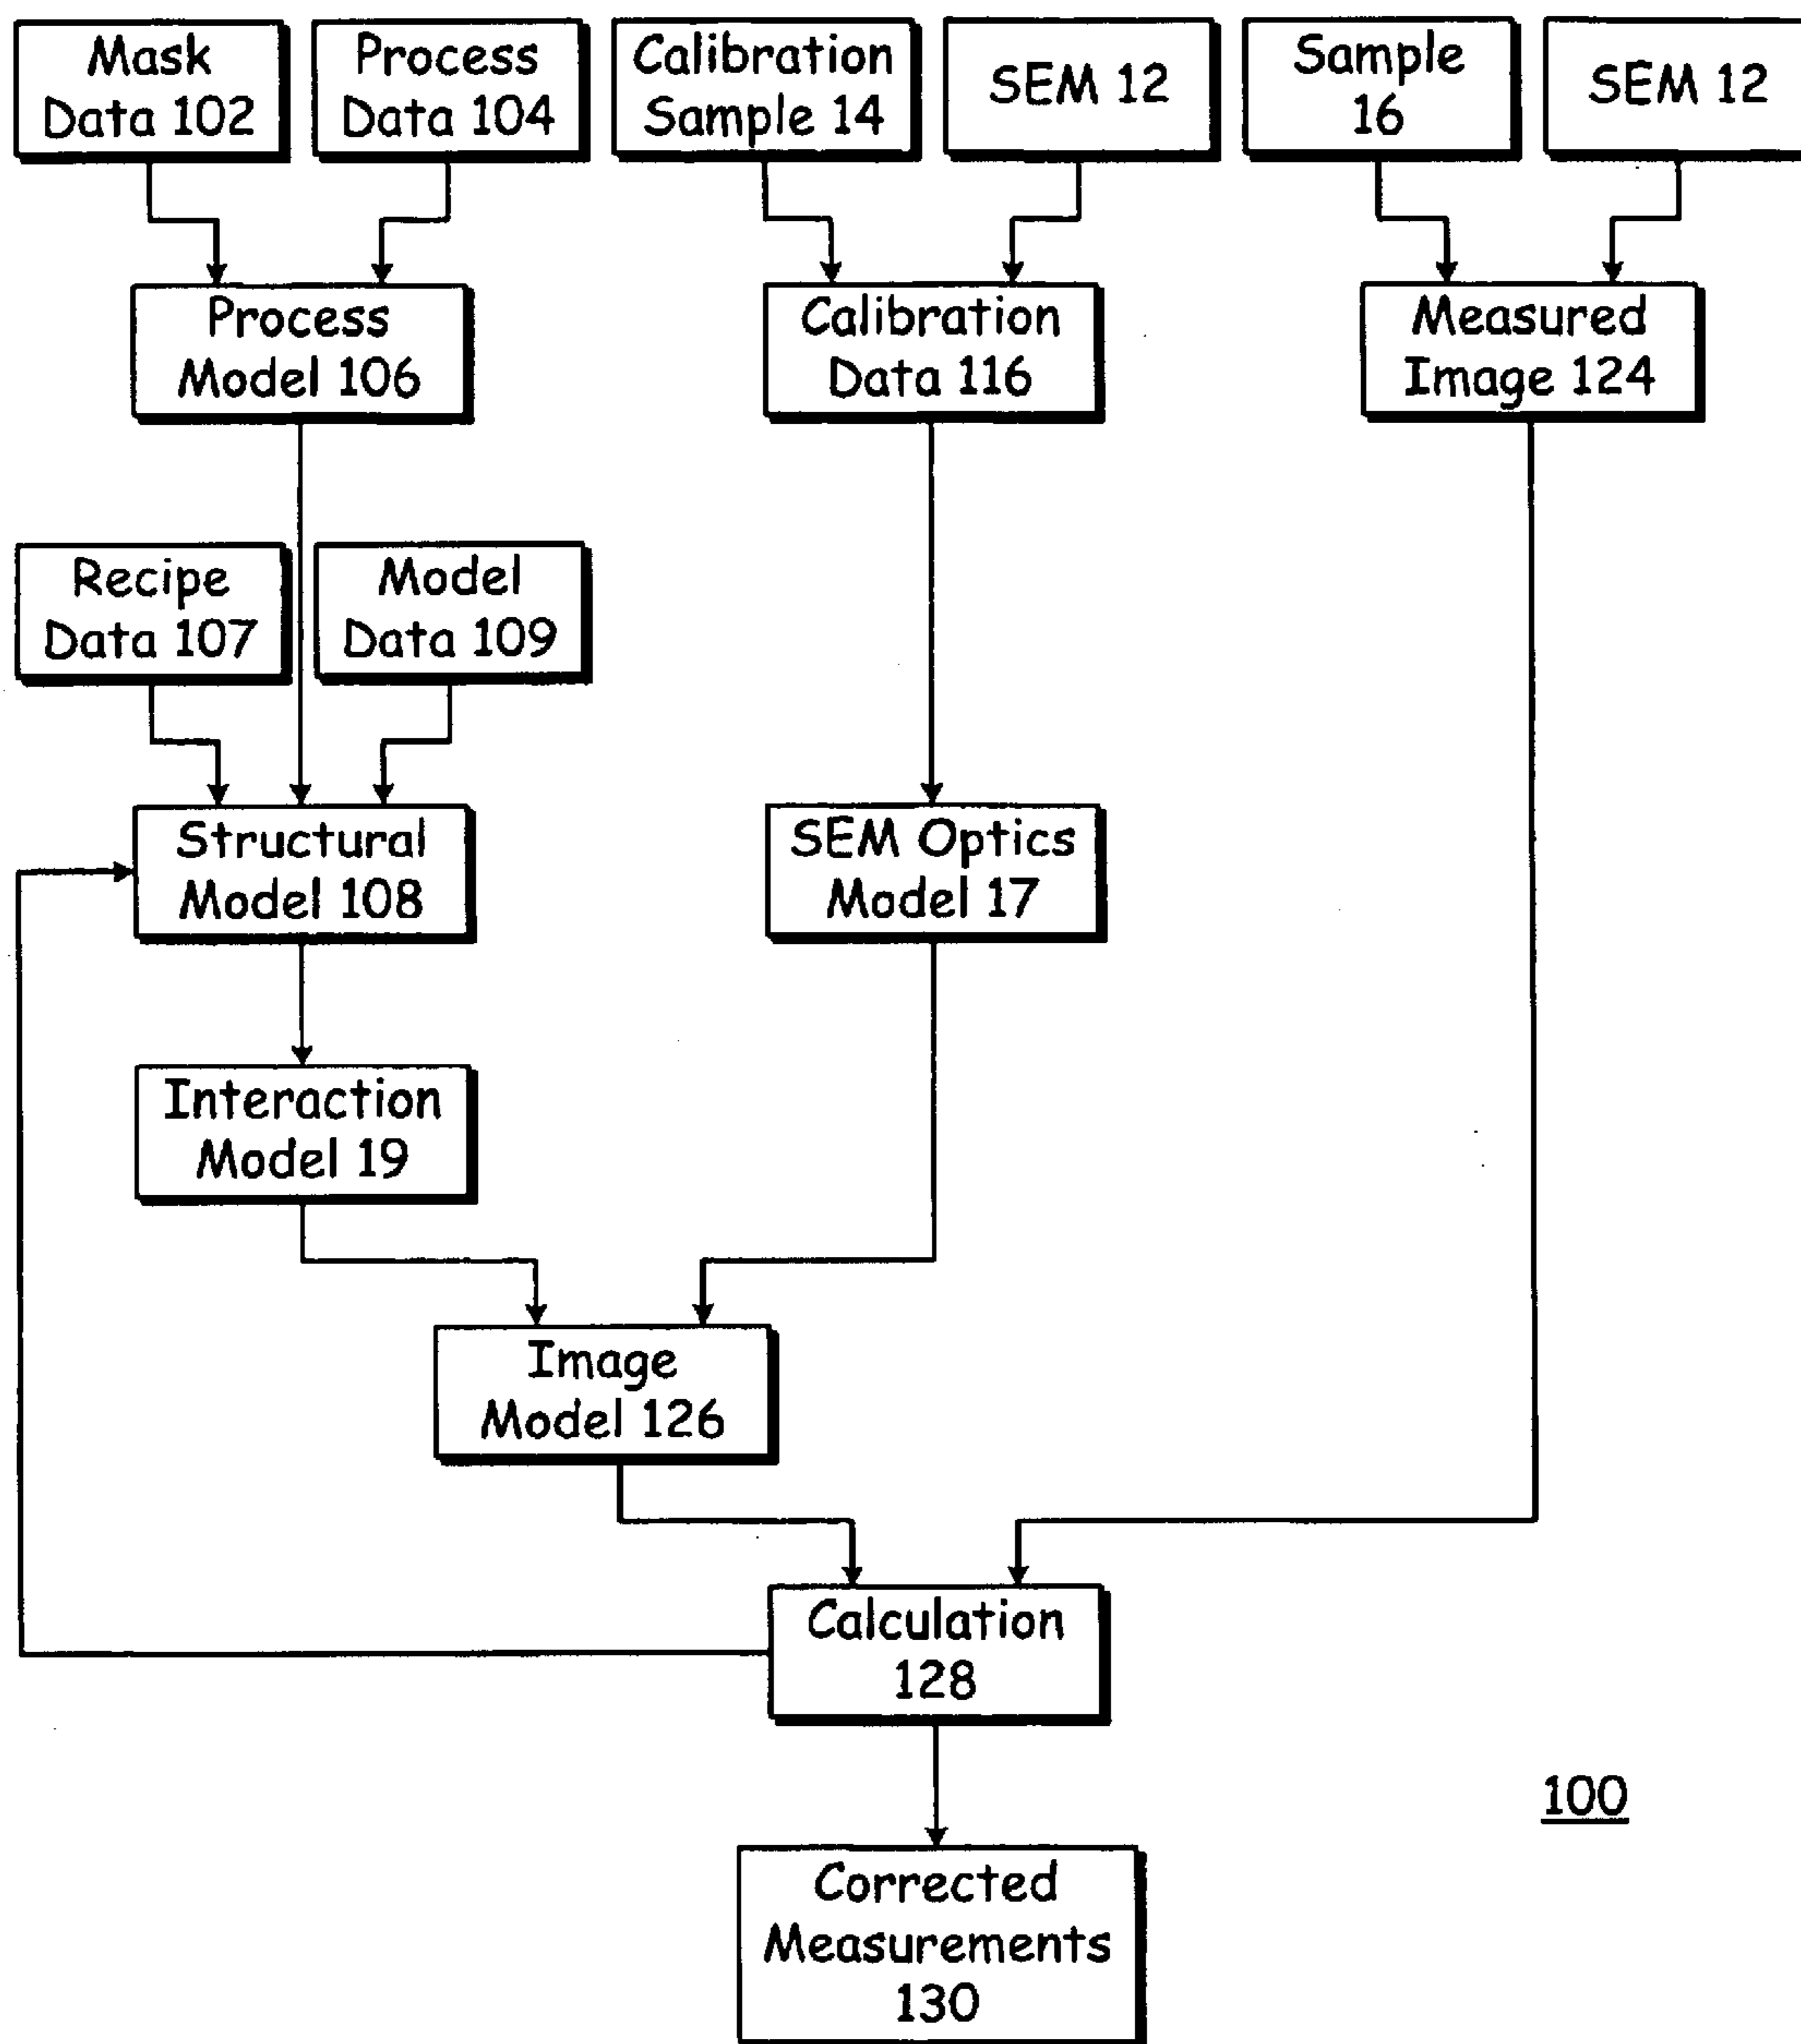 Mask
Data 102
Process
Data 104
Calibration
Sample 14
SEM 12
Sample
16
SEM 12
Process
Model 106
Calibration
Data 116
Measured
Image 124
Recipe
Data 107
Model
Data 109
Structural
Model 108
SEM Optics
Model 17
Interaction
Model 19
Image
Model 126
Calculation
128
100
Corrected
Measurements
130